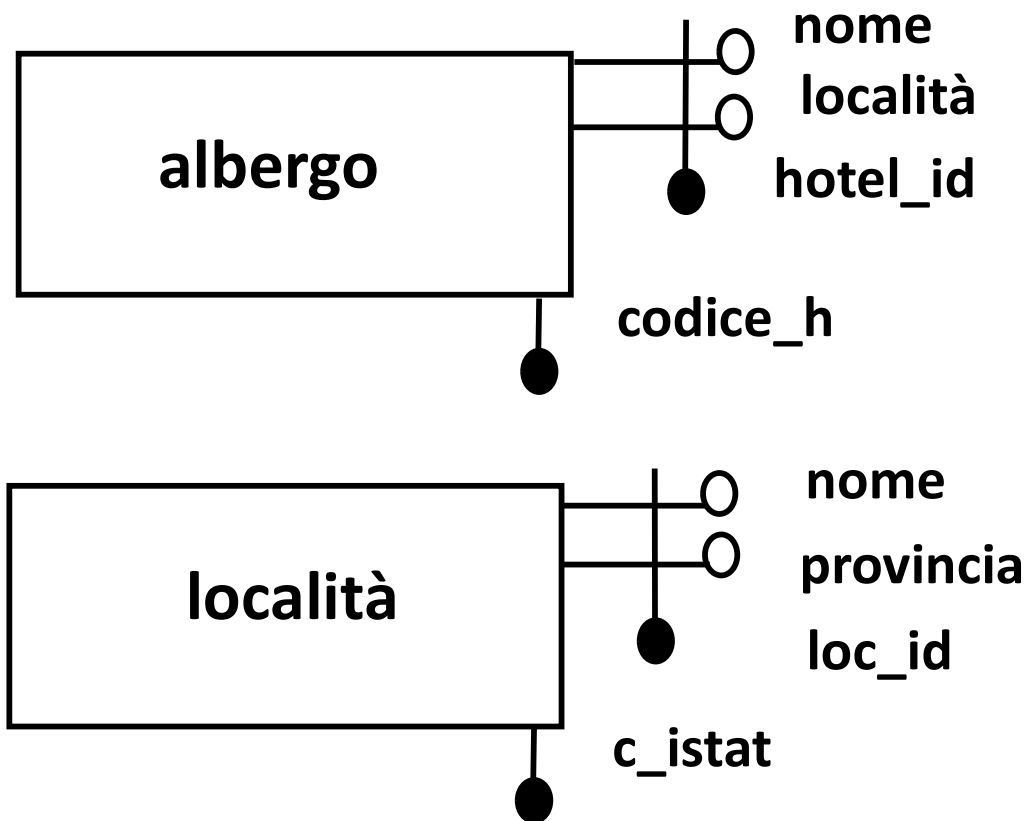 nome
località
albergo
hotel_id
codice_h
nome
provincia
località
loc_id
c_istat